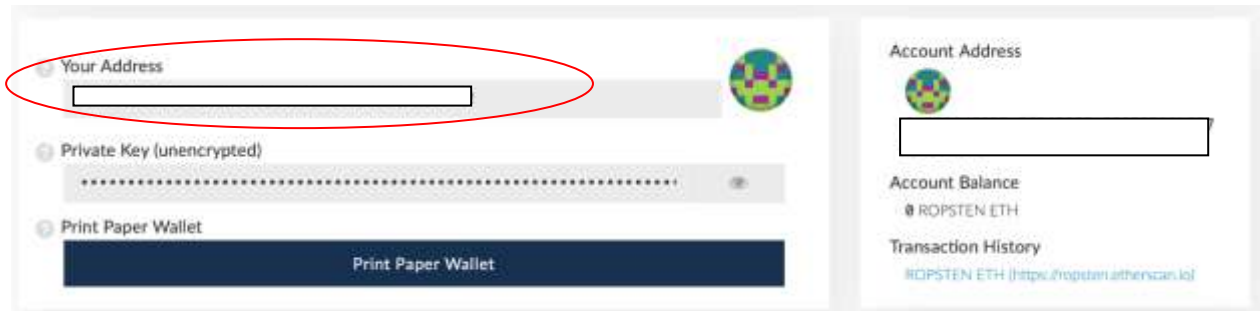 Your Address
Private Key (unencrypted)
Print Paper Wallet
Print Paper Wallet
Account Address
Account Balance
0 ROPSTEN ETH
Transaction History
ROPSTEN ETH (https://ropsten.etherscan.io)